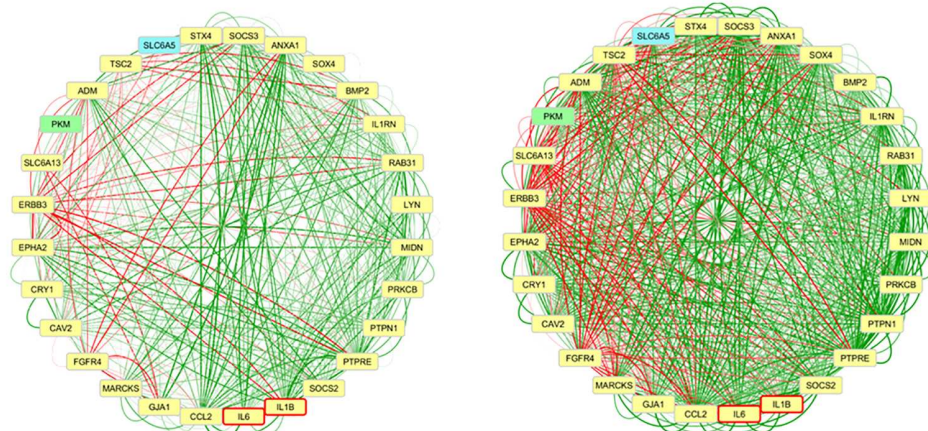 SLC6A5
STX4
SOCS3
ANXA1
SOX4
BMP2
IL1RN
RAB31
LYN
MIDN
PRKCB
PTPN1
PTPRE
SOCS2
IL1B
IL6
CCL2
GJA1
MARCKS
FGFR4
CAV2
CRY1
EPHA2
ERBB3
SLC6A13
PKM
ADM
TSC2
SLC6A5
STX4
SOCS3
ANXA1
SOX4
BMP2
IL1RN
RAB31
LYN
MIDN
PRKCB
PTPN1
PTPRE
SOCS2
IL1B
IL6
CCL2
GJA1
MARCKS
FGFR4
CAV2
CRY1
EPHA2
ERBB3
SLC6A13
PKM
ADM
TSC2